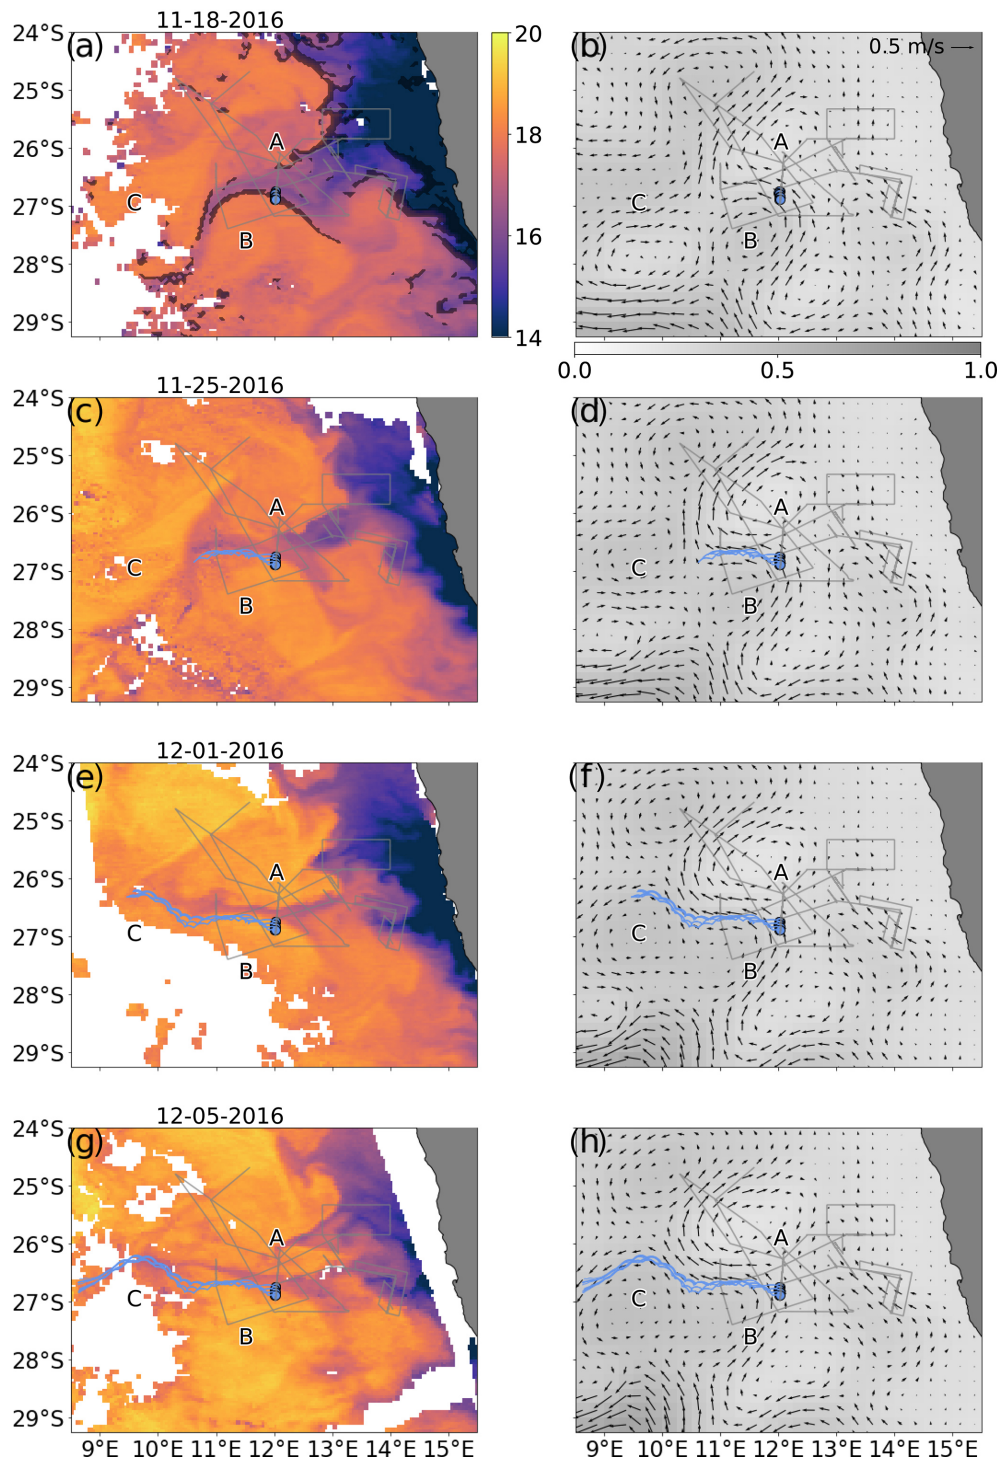 11-18-2016
(a)
24°S
25°S
26°S
27°S
28°S
29°S
A
C
B
20
18
16
14
(b)
0.5 m/s
A
C
B
0.0 0.5 1.0
11-25-2016
(c)
24°S
25°S
26°S
27°S
28°S
29°S
A
C
B
(d)
A
C
B
12-01-2016
(e)
24°S
25°S
26°S
27°S
28°S
29°S
A
C
B
(f)
A
C
B
12-05-2016
(g)
24°S
25°S
26°S
27°S
28°S
29°S
A
C
B
9°E 10°E 11°E 12°E 13°E 14°E 15°E
(h)
A
C
B
9°E 10°E 11°E 12°E 13°E 14°E 15°E